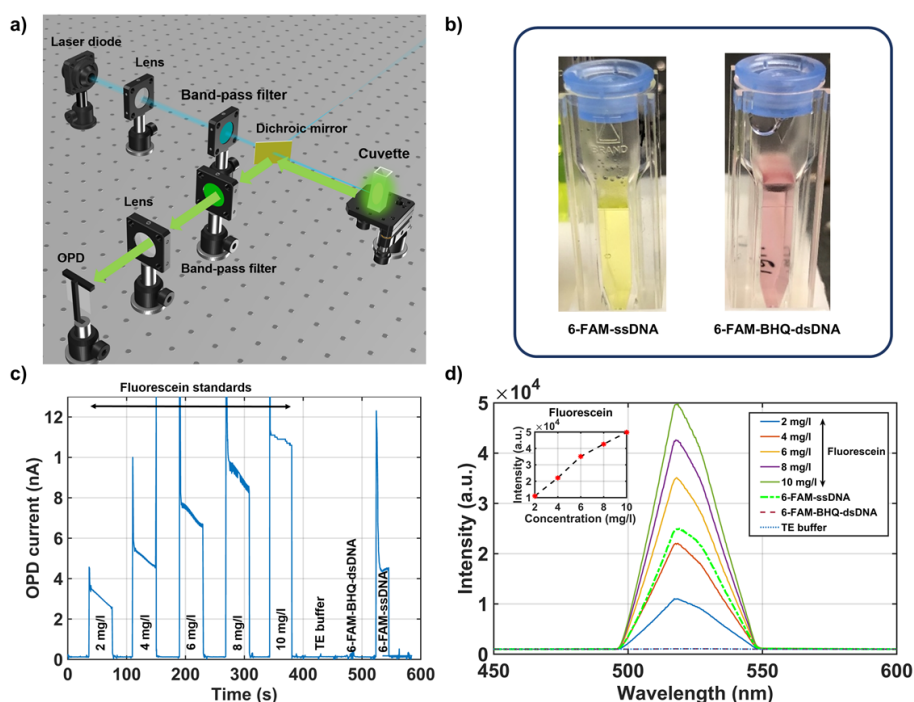 a)
Laser diode
Lens
Band-pass filter
Dichroic mirror
Cuvette
Lens
OPD
Band-pass filter
b)
BRAND
6-FAM-ssDNA
6-FAM-BHQ-dsDNA
c)
Fluorescein standards
OPD current (nA)
12
10
8
6
4
2
0
2 mg/l
4 mg/l
6 mg/l
8 mg/l
10 mg/l
TE buffer
6-FAM-BHQ-dsDNA
6-FAM-ssDNA
0 100 200 300 400 500 600
Time (s)
d)
×10⁴
Intensity (a.u.)
5
4
3
2
1
0
Fluorescein
×10⁴
Intensity (a.u.)
5
4
3
2
1
2 4 6 8 10
Concentration (mg/l)
2 mg/l
4 mg/l
6 mg/l
8 mg/l
10 mg/l
Fluorescein
6-FAM-ssDNA
6-FAM-BHQ-dsDNA
TE buffer
450 500 550 600
Wavelength (nm)